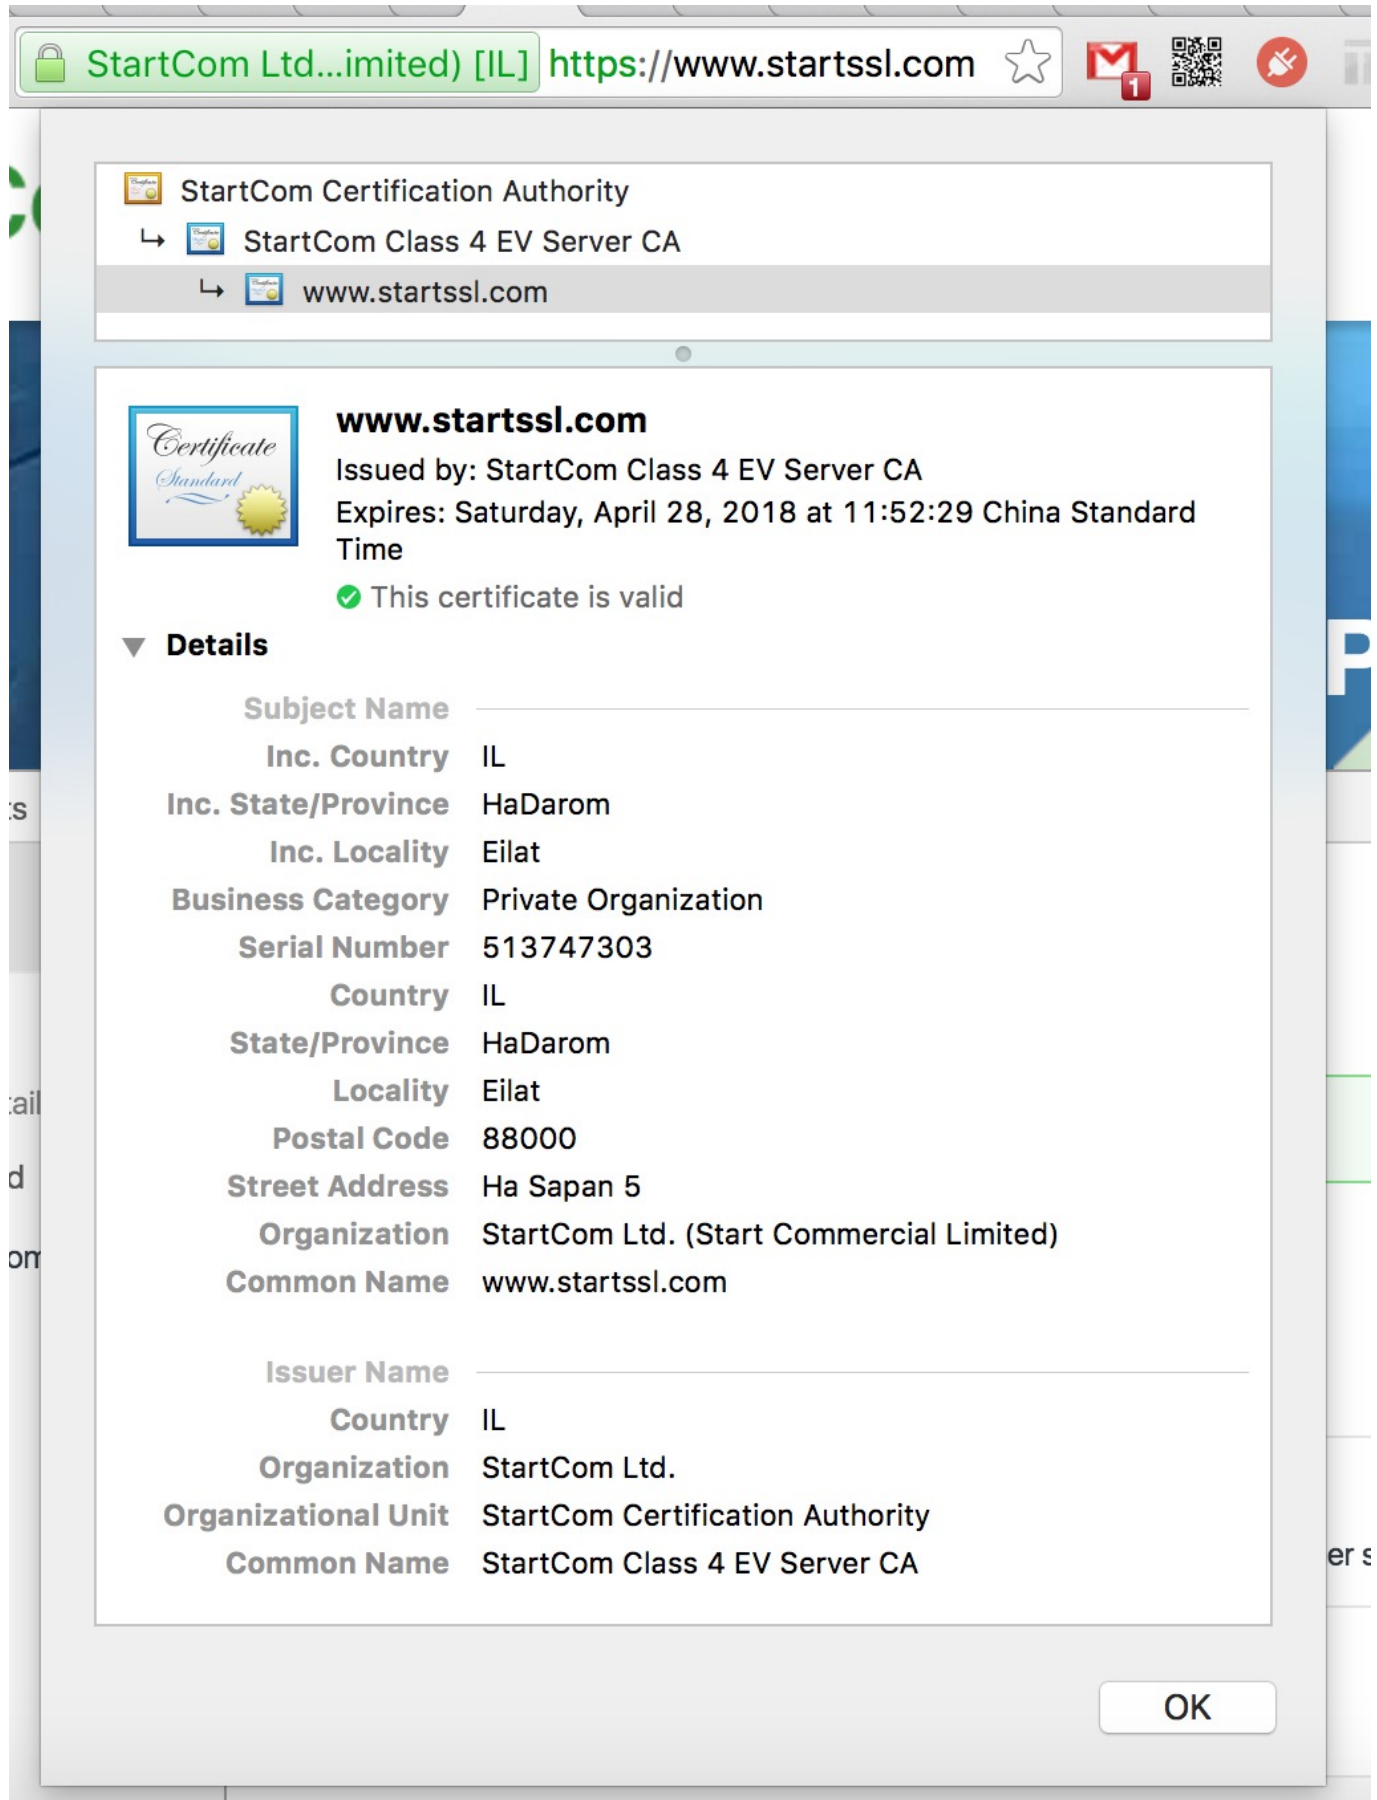 StartCom Ltd...imited) [IL] https://www.startssl.com
1
StartCom Certification Authority
StartCom Class 4 EV Server CA
www.startssl.com
Certificate
Standard
www.startssl.com
Issued by: StartCom Class 4 EV Server CA
Expires: Saturday, April 28, 2018 at 11:52:29 China Standard
Time
This certificate is valid
Details
Subject Name
Inc. Country IL
Inc. State/Province HaDarom
Inc. Locality Eilat
Business Category Private Organization
Serial Number 513747303
Country IL
State/Province HaDarom
Locality Eilat
Postal Code 88000
Street Address Ha Sapan 5
Organization StartCom Ltd. (Start Commercial Limited)
Common Name www.startssl.com
Issuer Name
Country IL
Organization StartCom Ltd.
Organizational Unit StartCom Certification Authority
Common Name StartCom Class 4 EV Server CA
OK